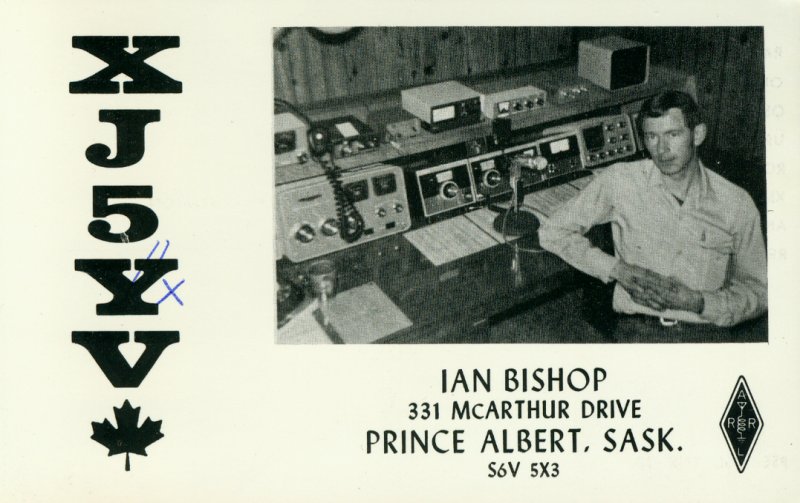 XJ5YV
X
IAN BISHOP
331 McARTHUR DRIVE
PRINCE ALBERT, SASK.
S6V 5X3
A
R R
L